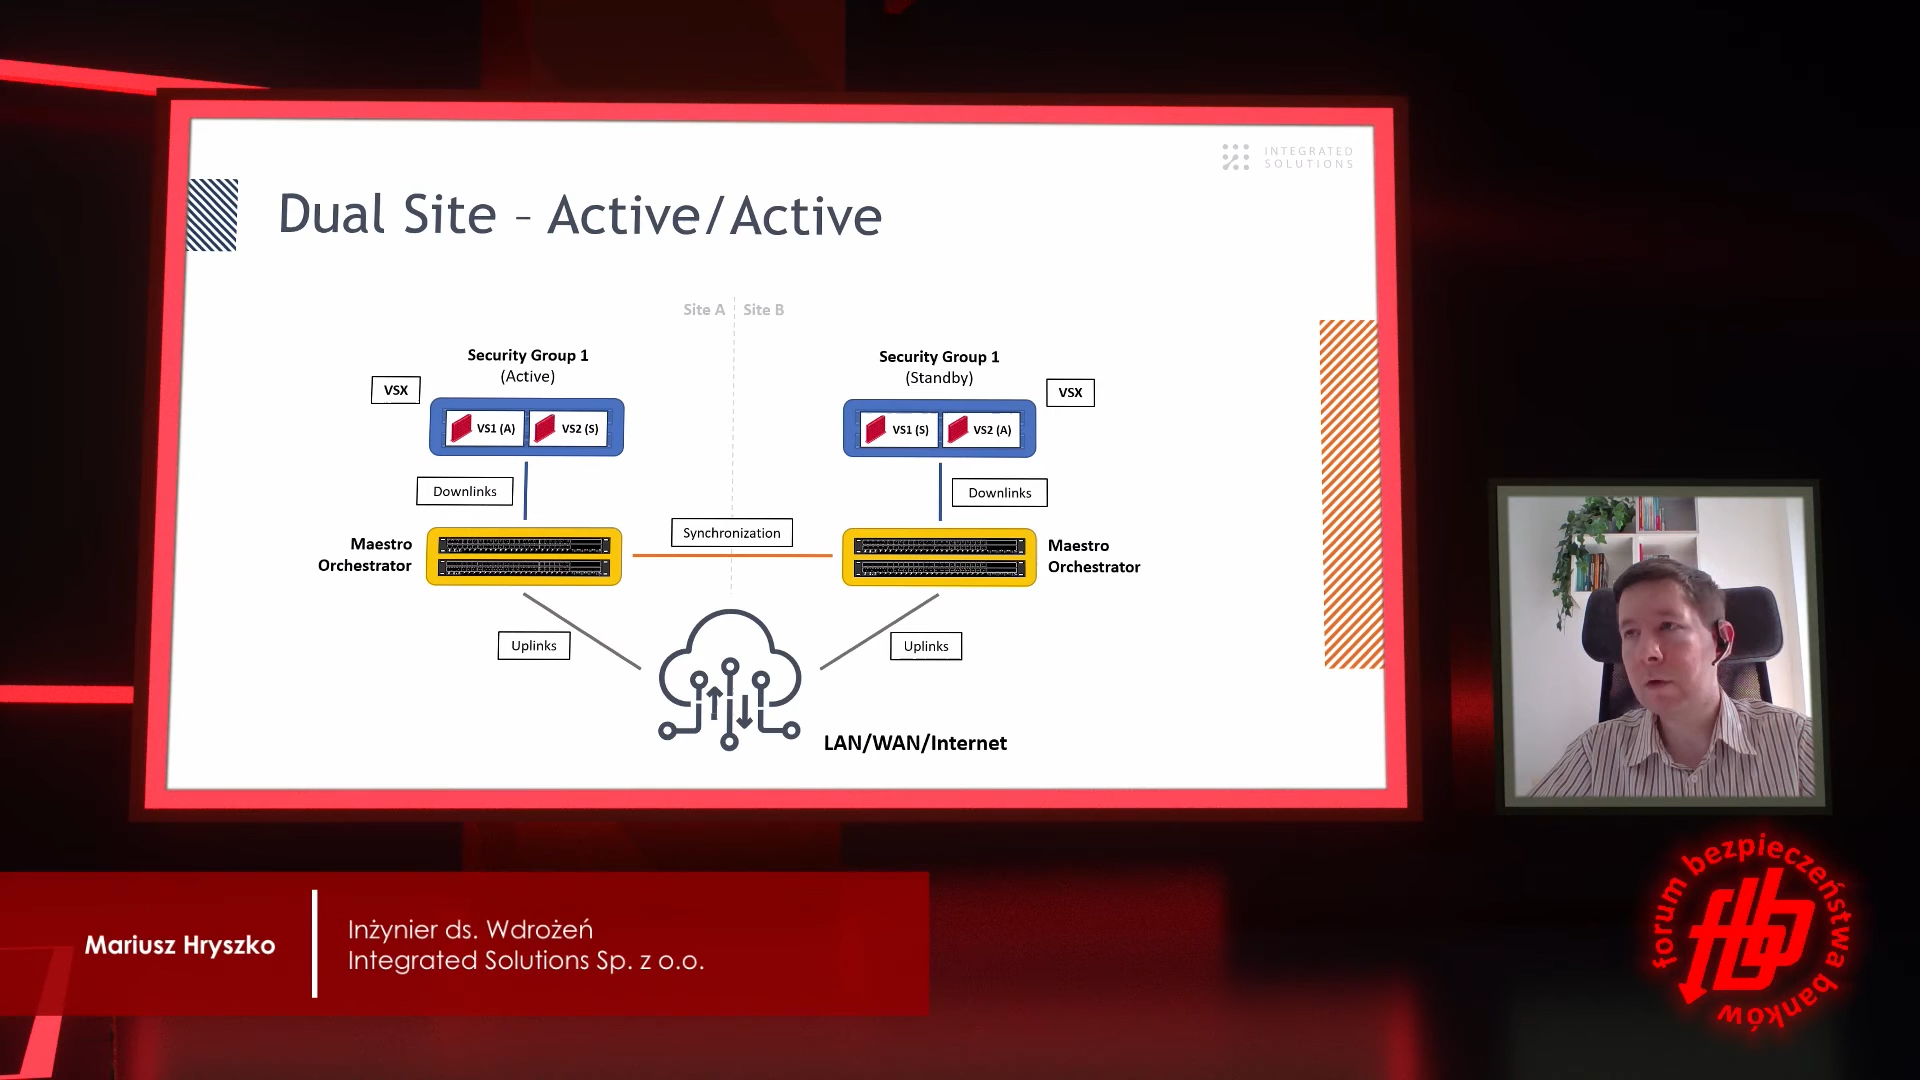 INTEGRATED
SOLUTIONS
Dual Site – Active/Active
Site A
Site B
Security Group 1
(Active)
Security Group 1
(Standby)
VSX
VSX
VS1 (A)
VS2 (S)
VS1 (S)
VS2 (A)
Downlinks
Downlinks
Synchronization
Maestro
Orchestrator
Maestro
Orchestrator
Uplinks
Uplinks
LAN/WAN/Internet
Mariusz Hryszko
Inżynier ds. Wdrożeń
Integrated Solutions Sp. z o.o.
forum bezpieczeństwa banków
fbb